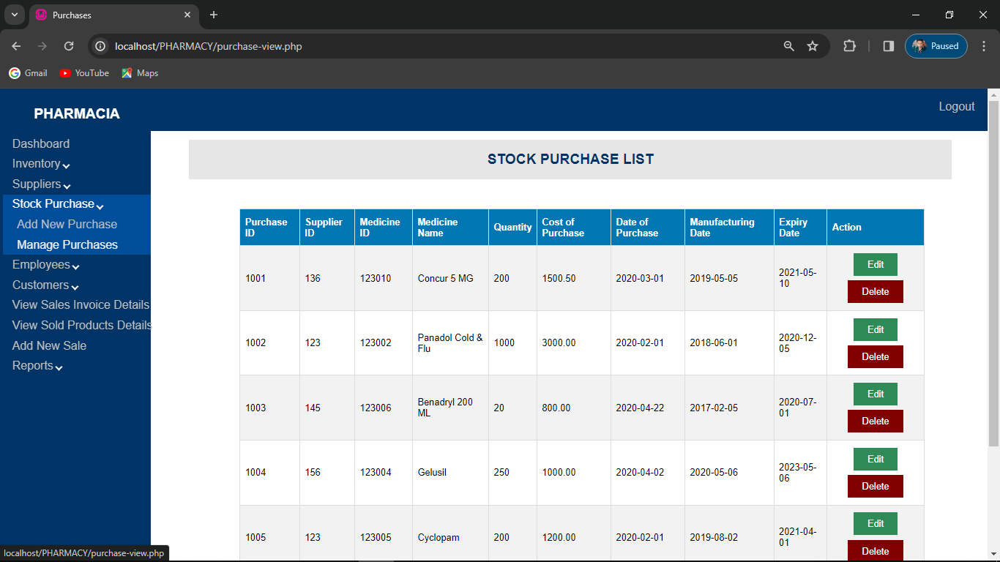 Purchases
localhost/PHARMACY/purchase-view.php
Paused
Gmail
YouTube
Maps
PHARMACIA
Logout
Dashboard
Inventory
Suppliers
Stock Purchase
Add New Purchase
Manage Purchases
Employees
Customers
View Sales Invoice Details
View Sold Products Details
Add New Sale
Reports
STOCK PURCHASE LIST
Purchase ID Supplier ID Medicine ID Medicine Name Quantity Cost of Purchase Date of Purchase Manufacturing Date Expiry Date Action
1001 136 123010 Concur 5 MG 200 1500.50 2020-03-01 2019-05-05 2021-05-10 Edit Delete
1002 123 123002 Panadol Cold & Flu 1000 3000.00 2020-02-01 2018-06-01 2020-12-05 Edit Delete
1003 145 123006 Benadryl 200 ML 20 800.00 2020-04-22 2017-02-05 2020-07-01 Edit Delete
1004 156 123004 Gelusil 250 1000.00 2020-04-02 2020-05-06 2023-05-06 Edit Delete
1005 123 123005 Cyclopam 200 1200.00 2020-02-01 2019-08-02 2021-04-01 Edit Delete
localhost/PHARMACY/purchase-view.php